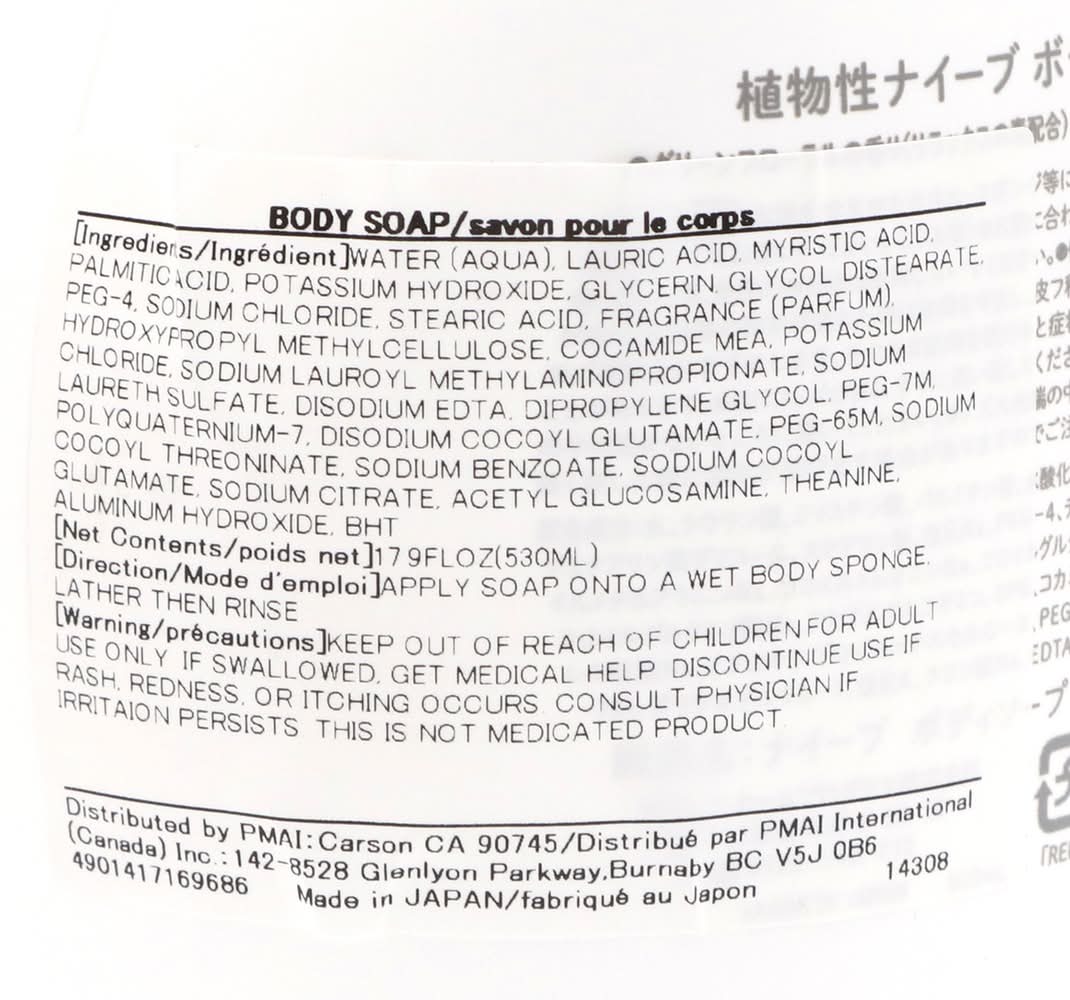 植物性ナイーブ ボ
配合)
BODY SOAP/savon pour le corps
[Ingredients/Ingrédient]WATER (AQUA), LAURIC ACID, MYRISTIC ACID,
PALMITIC ACID, POTASSIUM HYDROXIDE, GLYCERIN, GLYCOL DISTEARATE,
PEG-4, SODIUM CHLORIDE, STEARIC ACID, FRAGRANCE (PARFUM),
HYDROXYPROPYL METHYLCELLULOSE, COCAMIDE MEA, POTASSIUM
CHLORIDE, SODIUM LAUROYL METHYLAMINOPROPIONATE, SODIUM
LAURETH SULFATE, DISODIUM EDTA, DIPROPYLENE GLYCOL, PEG-7M,
POLYQUATERNIUM-7, DISODIUM COCOYL GLUTAMATE, PEG-65M, SODIUM
COCOYL THREONINATE, SODIUM BENZOATE, SODIUM COCOYL
GLUTAMATE, SODIUM CITRATE, ACETYL GLUCOSAMINE, THEANINE,
ALUMINUM HYDROXIDE, BHT
[Net Contents/poids net]17 9FLOZ(530ML)
[Direction/Mode d'emploi]APPLY SOAP ONTO A WET BODY SPONGE,
LATHER THEN RINSE
[Warning/précautions]KEEP OUT OF REACH OF CHILDREN FOR ADULT
USE ONLY IF SWALLOWED, GET MEDICAL HELP DISCONTINUE USE IF
RASH, REDNESS, OR ITCHING OCCURS. CONSULT PHYSICIAN IF
IRRITAION PERSISTS THIS IS NOT MEDICATED PRODUCT.
Distributed by PMAI:Carson CA 90745/Distribué par PMAI International
(Canada) Inc.:142-8528 Glenlyon Parkway,Burnaby BC V5J 0B6
4901417169686 Made in JAPAN/fabriqué au Japon 14308